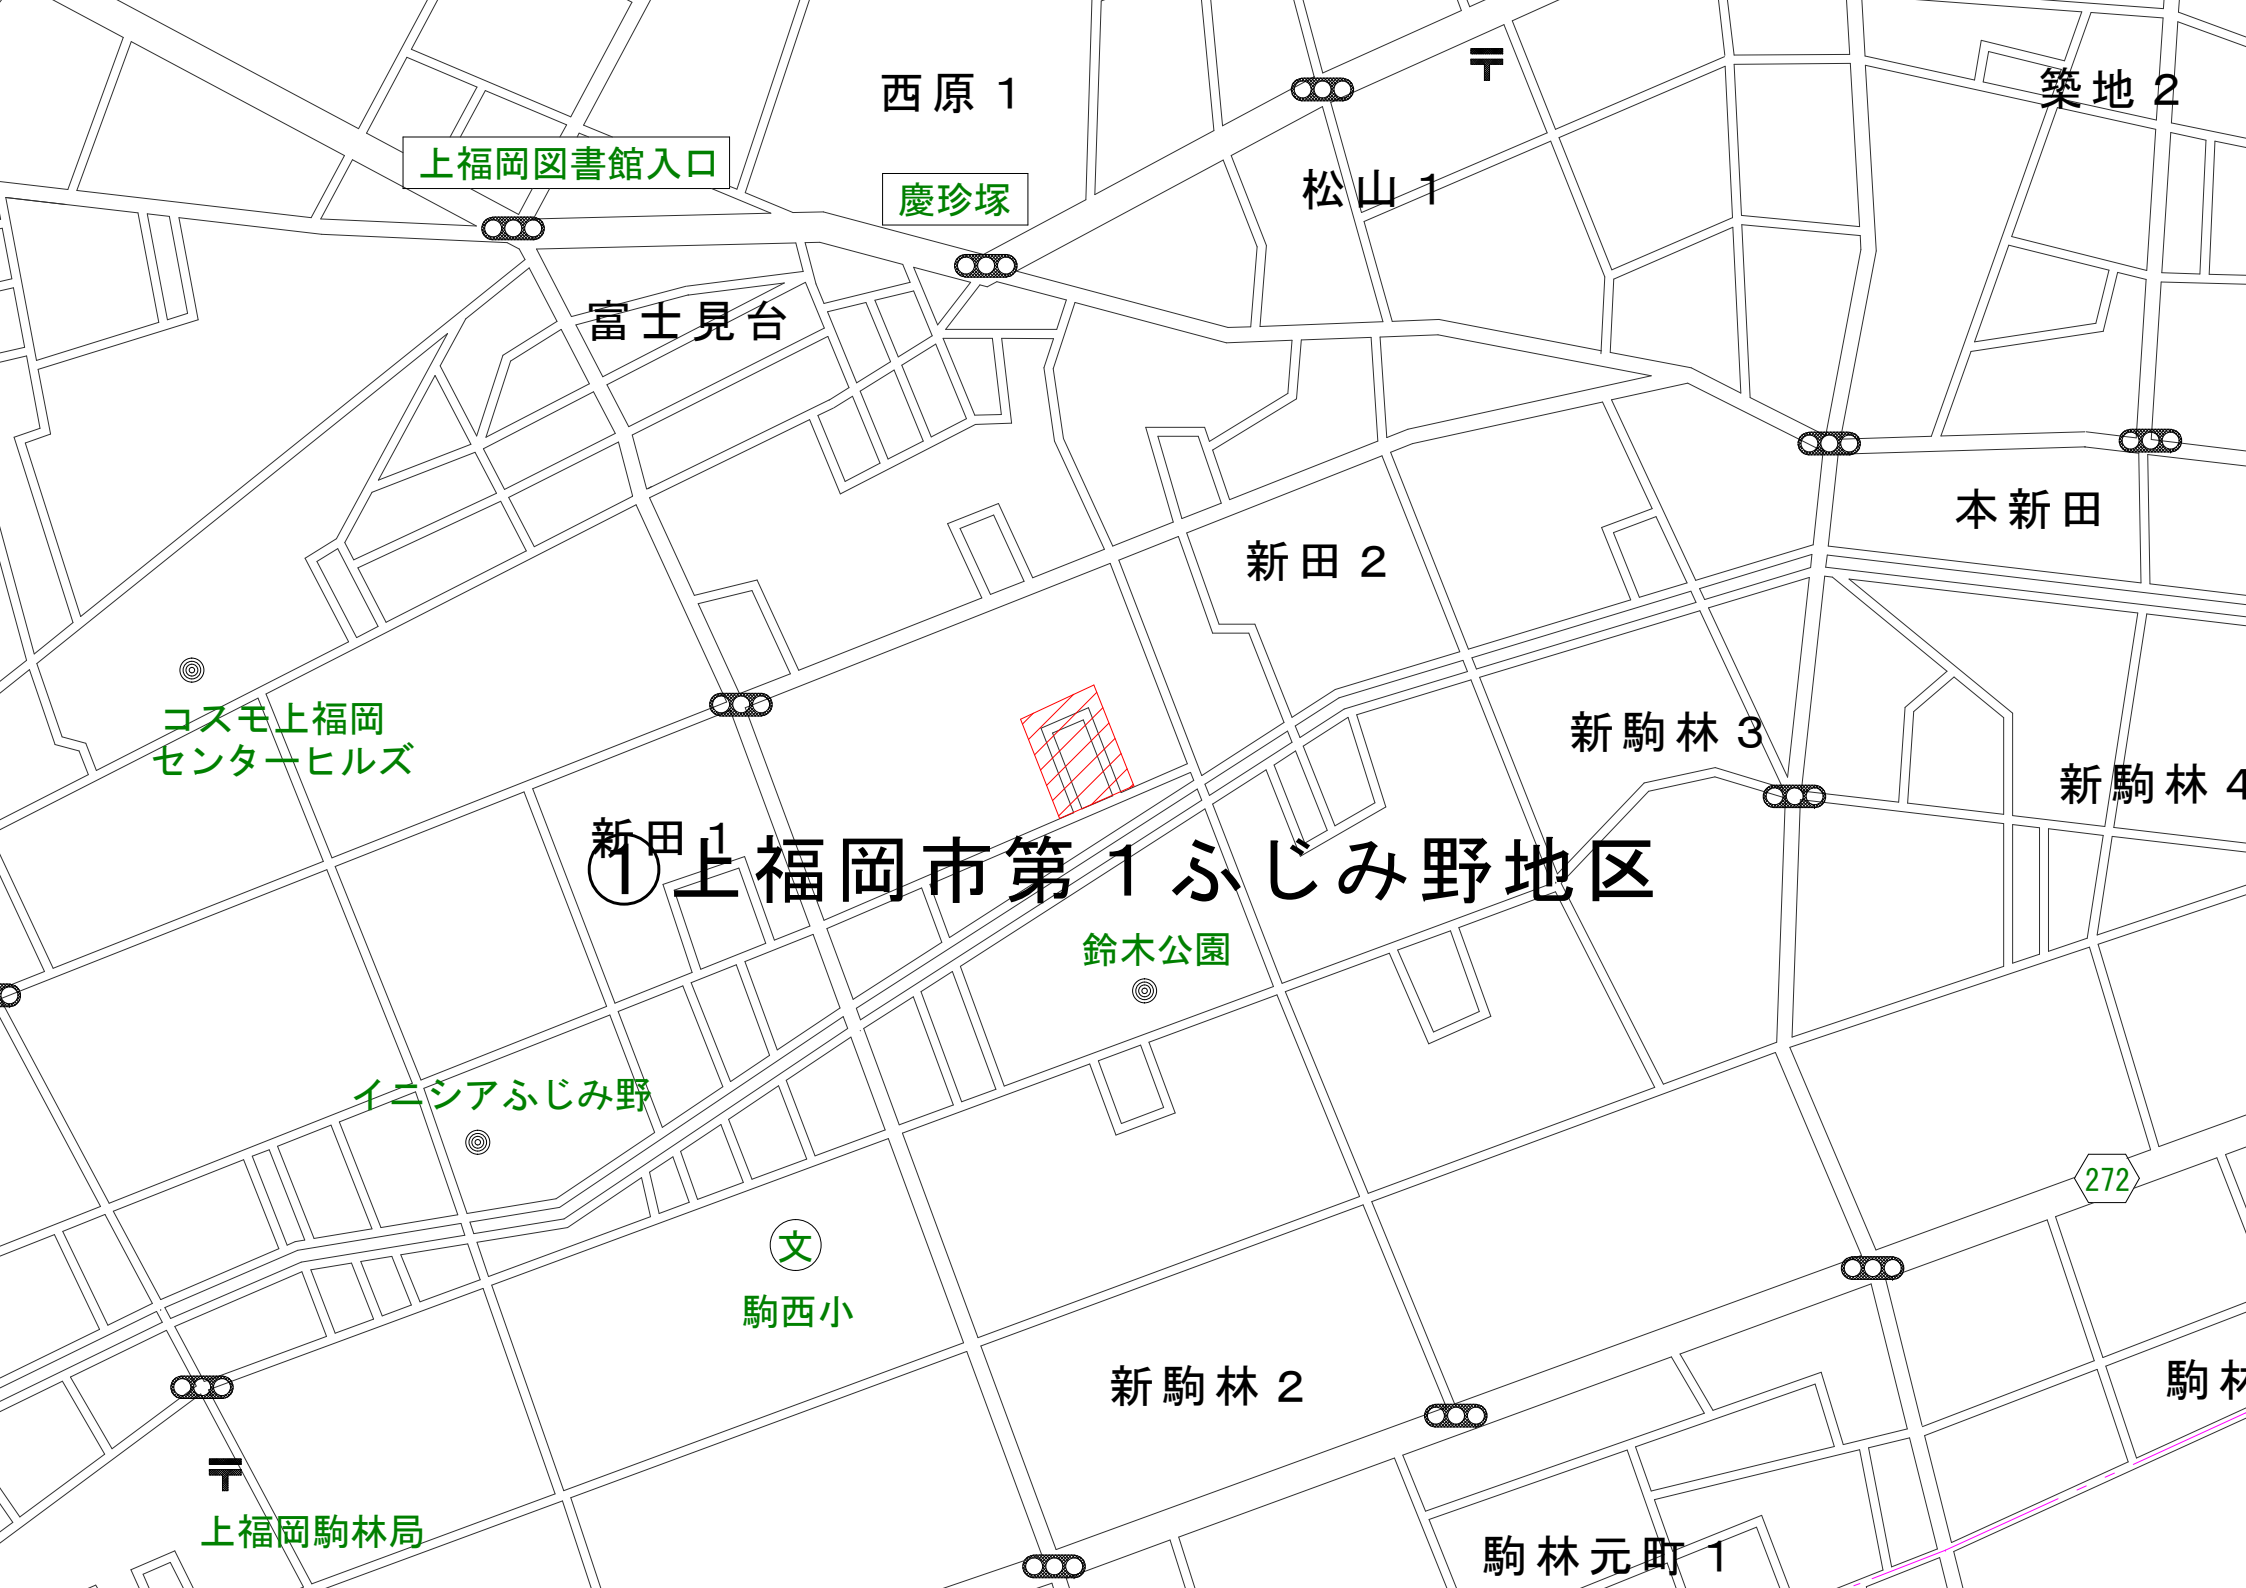 西原１
築地２
上福岡図書館入口
慶珍塚
松山１
富士見台
本新田
新田２
コスモ上福岡
センターヒルズ
新駒林３
新駒林４
新田１
①上福岡市第１ふじみ野地区
鈴木公園
イニシアふじみ野
272
文
駒西小
新駒林２
駒林
上福岡駒林局
駒林元町１